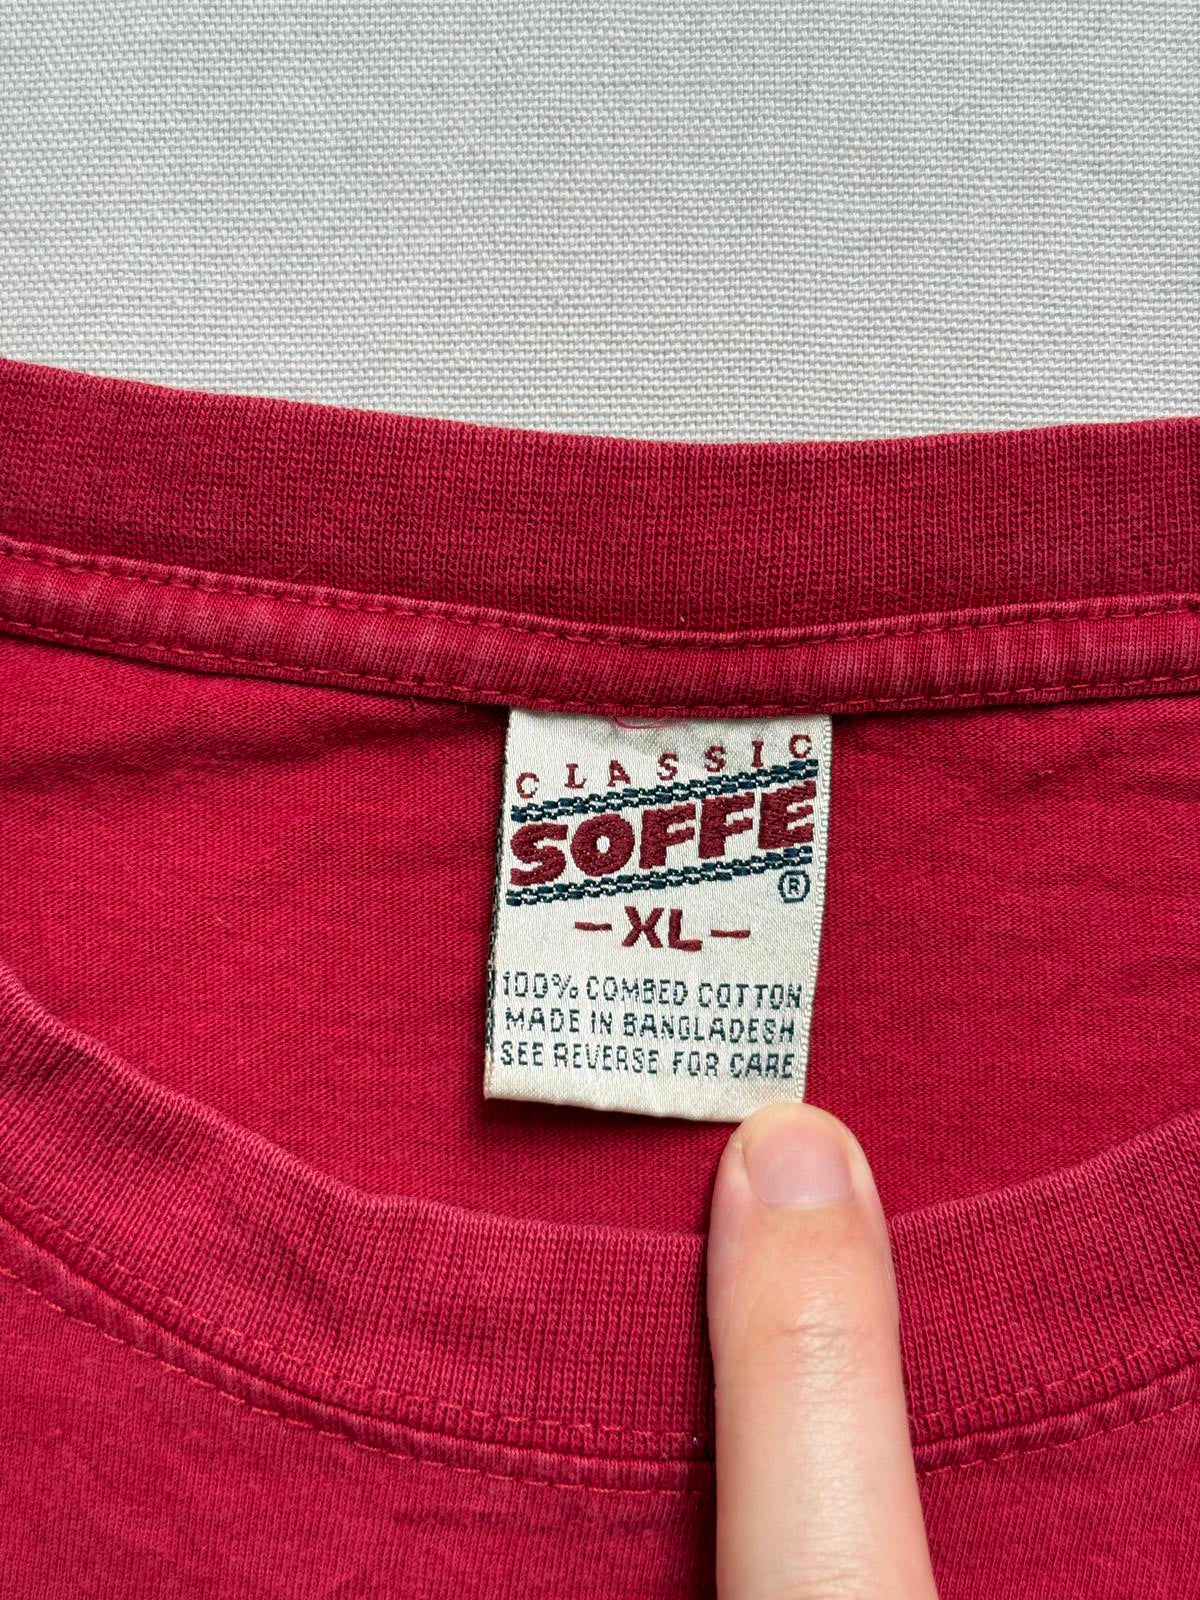 CLASSIC
SOFFE
®
-XL-
100% COMBED COTTON
MADE IN BANGLADESH
SEE REVERSE FOR CARE